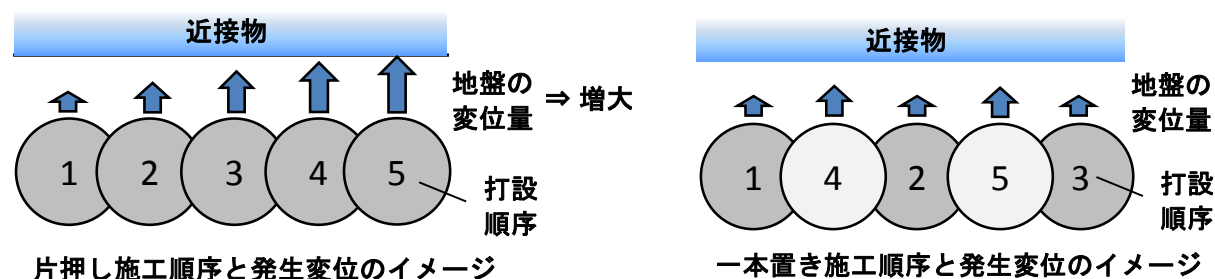 近接物
地盤の
変位量
⇒ 増大
1
2
3
4
5
打設
順序
片押し施工順序と発生変位のイメージ
近接物
地盤の
変位量
1
4
2
5
3
打設
順序
一本置き施工順序と発生変位のイメージ